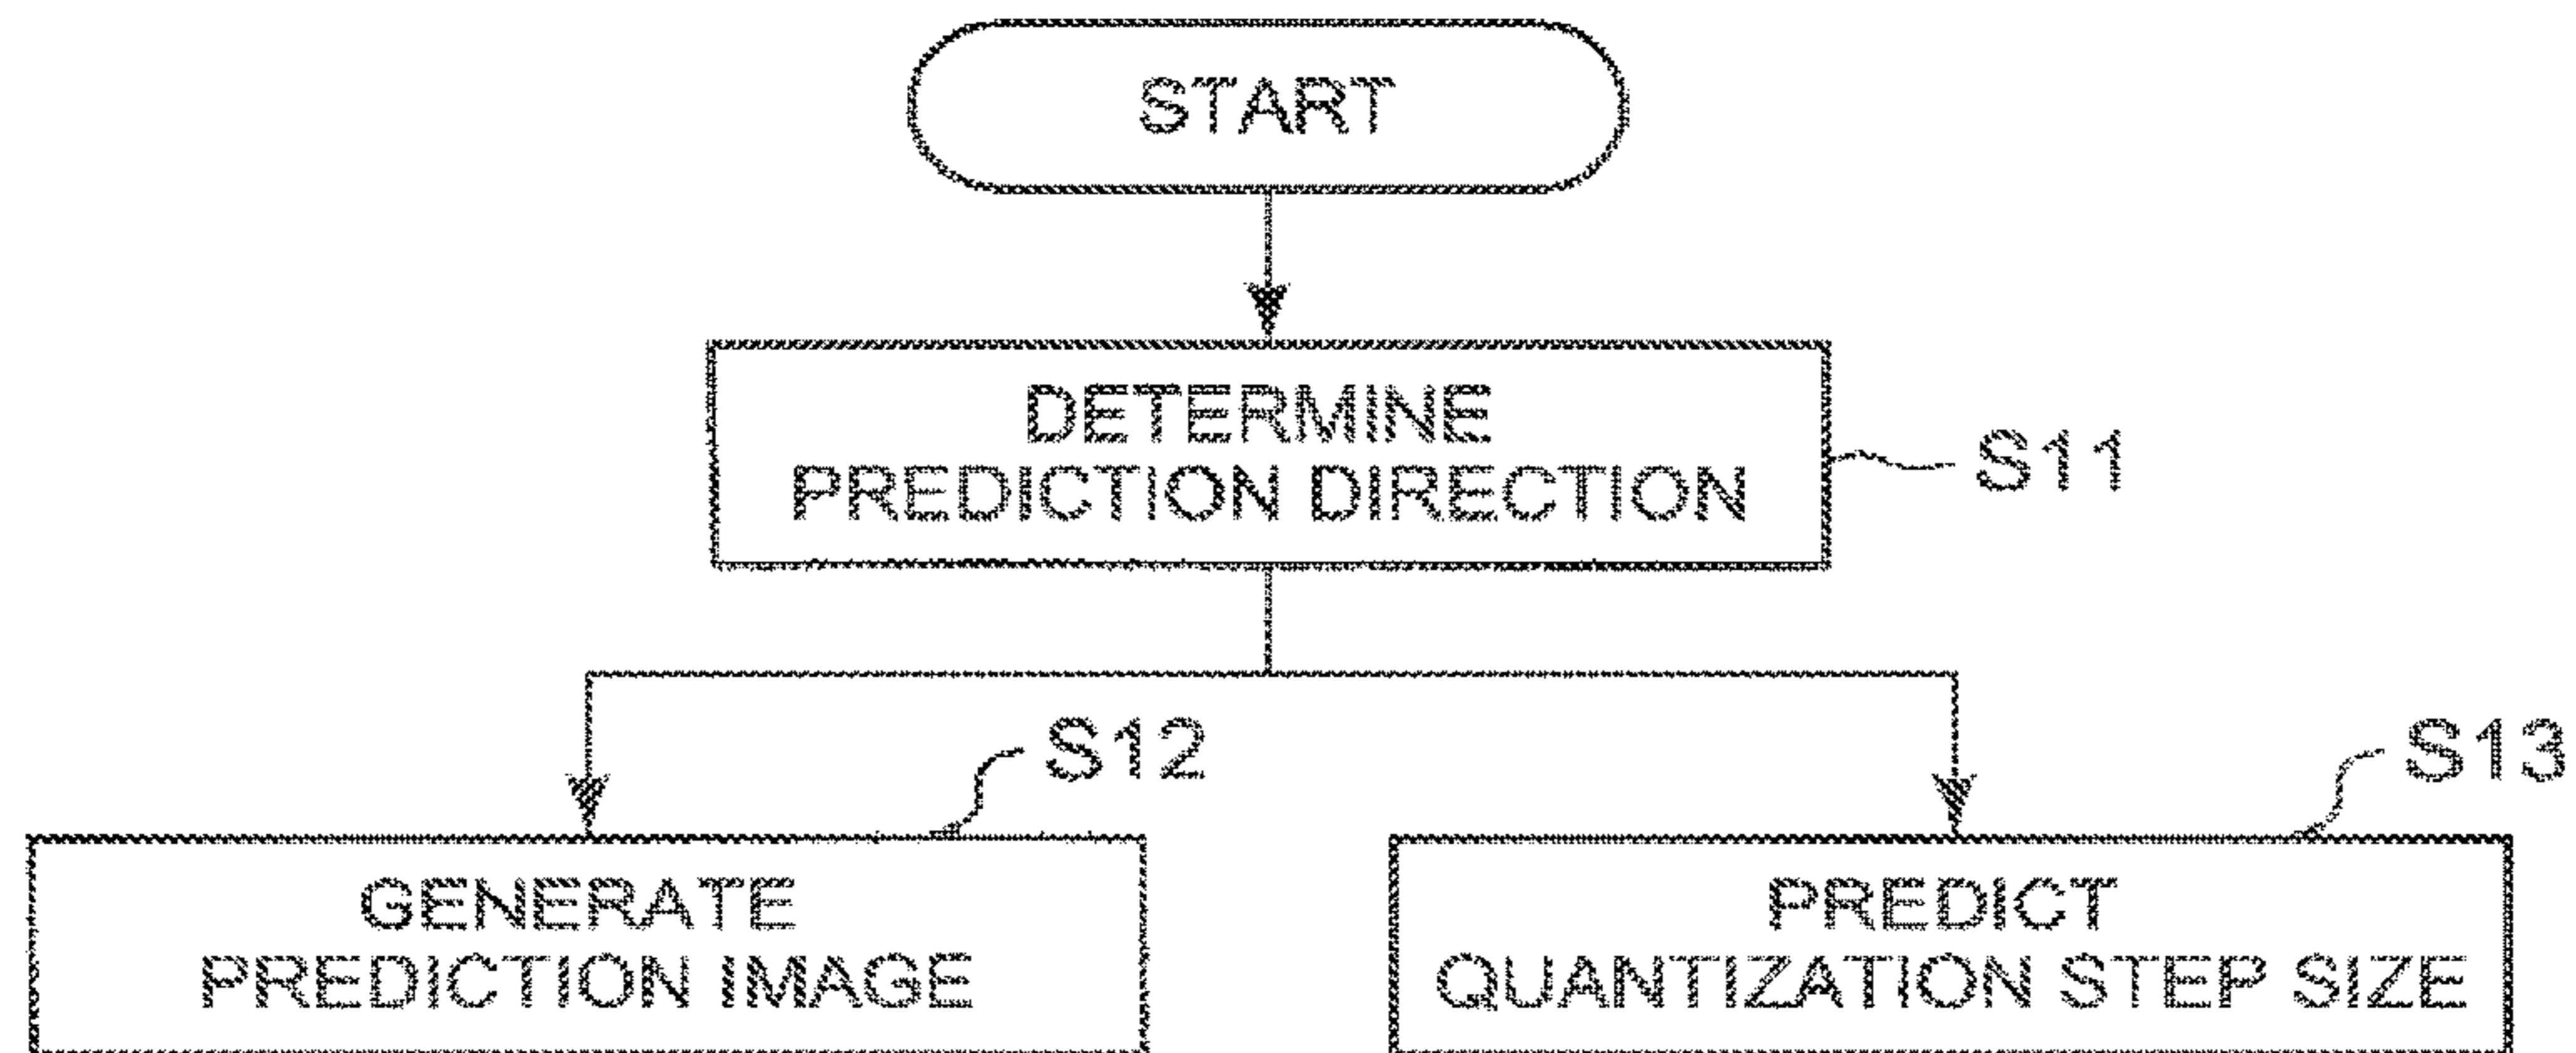 START
DETERMINE
PREDICTION DIRECTION
S11
S12
S13
GENERATE
PREDICTION IMAGE
PREDICT
QUANTIZATION STEP SIZE